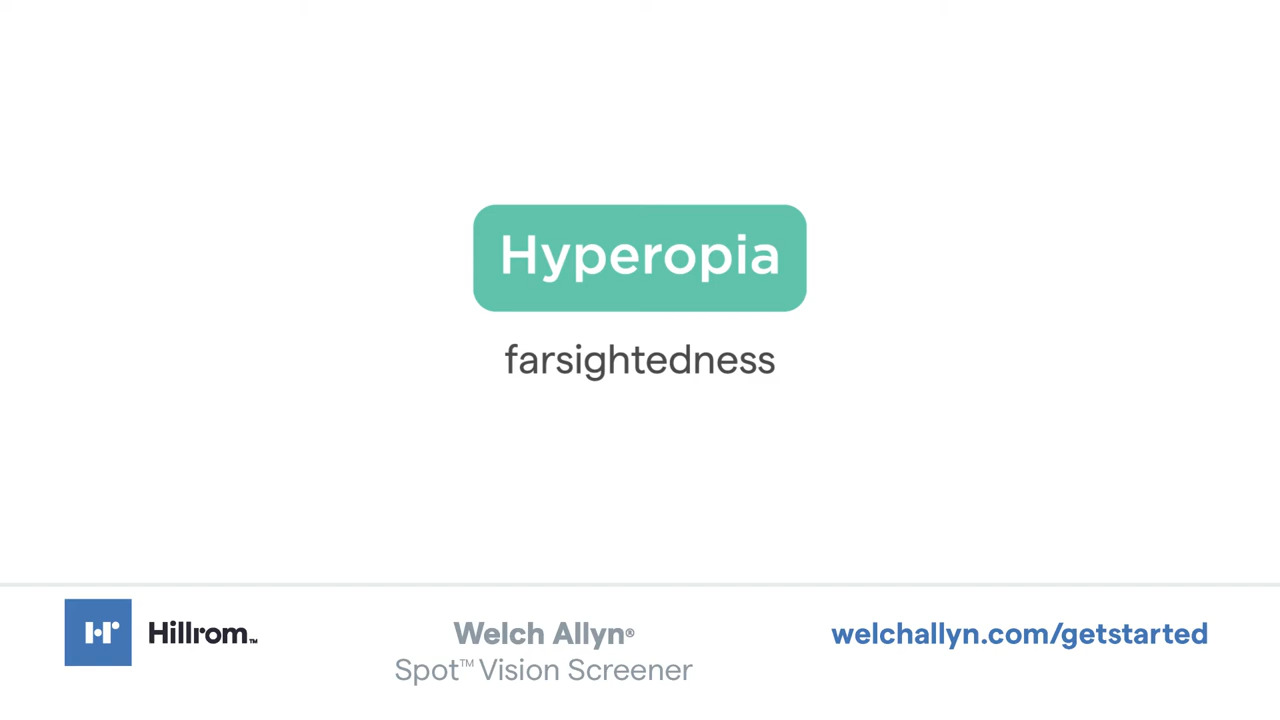 Hyperopia
farsightedness
Hillrom™
Welch Allyn®
Spot™ Vision Screener
welchallyn.com/getstarted